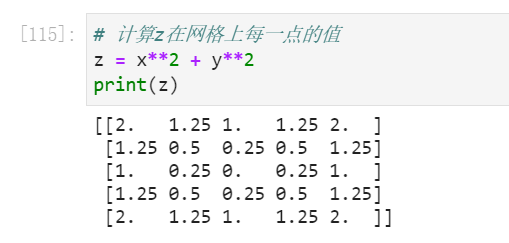 [115]: # 计算z在网格上每一点的值
z = x**2 + y**2
print(z)
[[2.   1.25 1.   1.25 2.  ]
 [1.25 0.5  0.25 0.5  1.25]
 [1.   0.25 0.   0.25 1.  ]
 [1.25 0.5  0.25 0.5  1.25]
 [2.   1.25 1.   1.25 2.  ]]